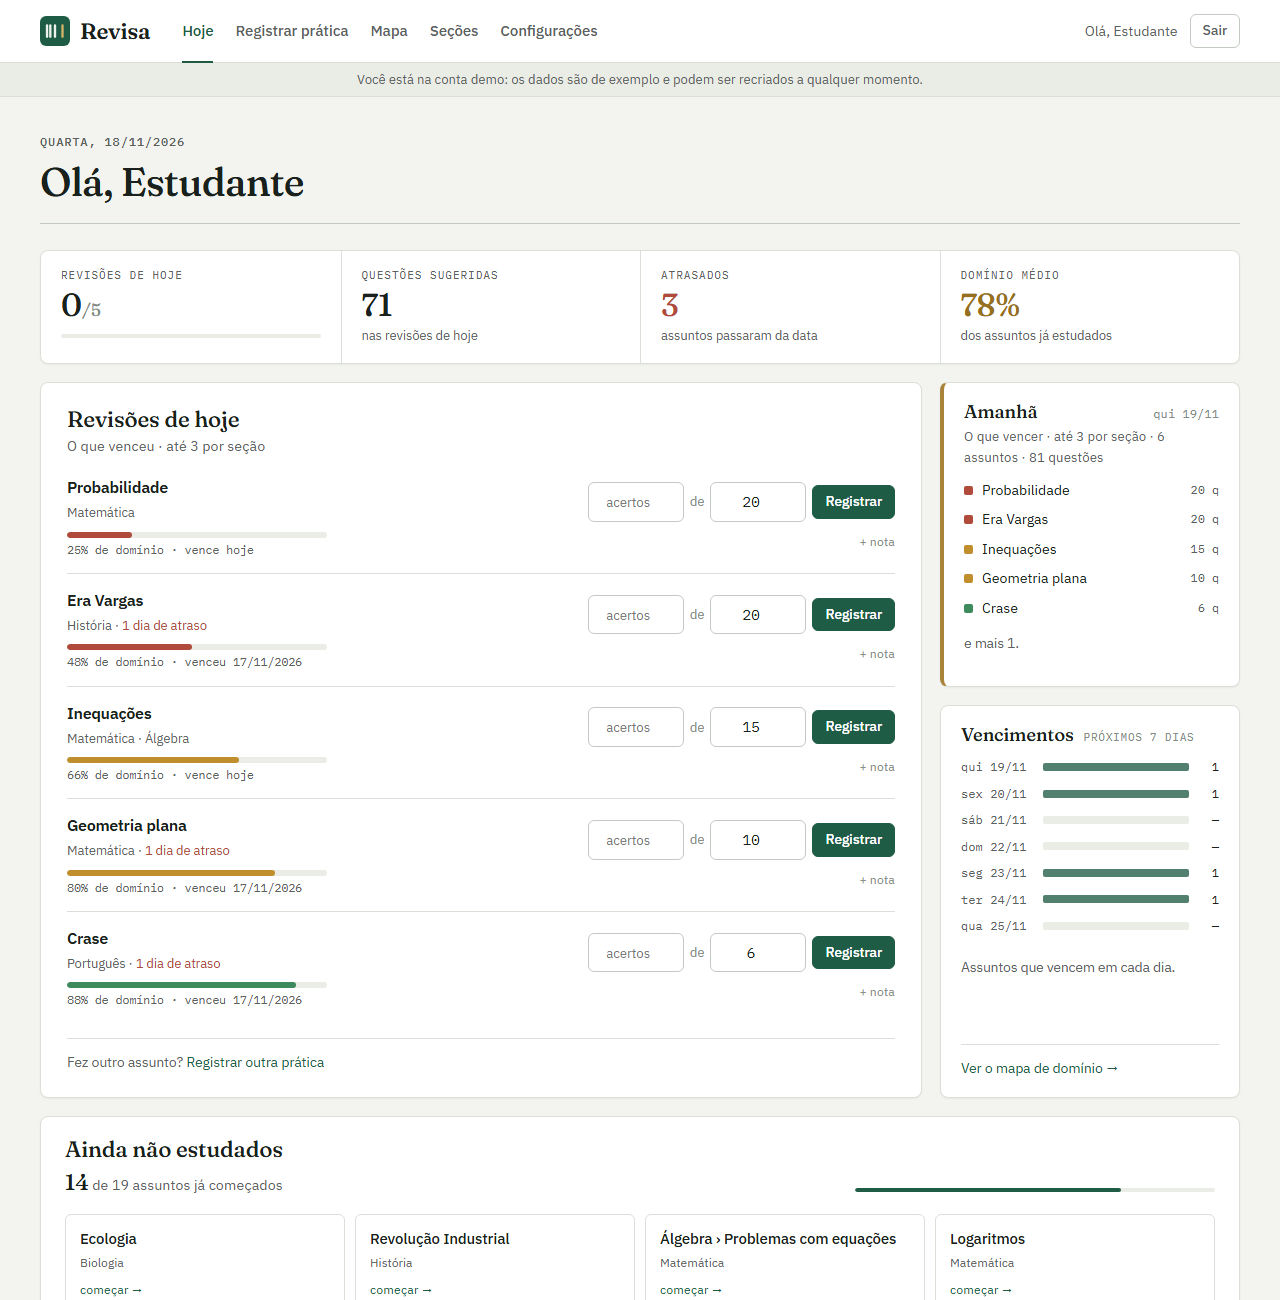 Revisa
Hoje
Registrar prática
Mapa
Seções
Configurações
Olá, Estudante
Sair
Você está na conta demo: os dados são de exemplo e podem ser recriados a qualquer momento.
QUARTA, 18/11/2026
Olá, Estudante
REVISÕES DE HOJE
0/5
QUESTÕES SUGERIDAS
71
nas revisões de hoje
ATRASADOS
3
assuntos passaram da data
DOMÍNIO MÉDIO
78%
dos assuntos já estudados
Revisões de hoje
O que venceu · até 3 por seção
Probabilidade
Matemática
25% de domínio · vence hoje
acertos de 20 Registrar
+ nota
Era Vargas
História · 1 dia de atraso
48% de domínio · venceu 17/11/2026
acertos de 20 Registrar
+ nota
Inequações
Matemática · Álgebra
66% de domínio · vence hoje
acertos de 15 Registrar
+ nota
Geometria plana
Matemática · 1 dia de atraso
80% de domínio · venceu 17/11/2026
acertos de 10 Registrar
+ nota
Crase
Português · 1 dia de atraso
88% de domínio · venceu 17/11/2026
acertos de 6 Registrar
+ nota
Fez outro assunto? Registrar outra prática
Amanhã
qui 19/11
O que vencer · até 3 por seção · 6
assuntos · 81 questões
Probabilidade 20 q
Era Vargas 20 q
Inequações 15 q
Geometria plana 10 q
Crase 6 q
e mais 1.
Vencimentos PRÓXIMOS 7 DIAS
qui 19/11 1
sex 20/11 1
sáb 21/11 –
dom 22/11 –
seg 23/11 1
ter 24/11 1
qua 25/11 –
Assuntos que vencem em cada dia.
Ver o mapa de domínio →
Ainda não estudados
14 de 19 assuntos já começados
Ecologia
Biologia
começar →
Revolução Industrial
História
começar →
Álgebra › Problemas com equações
Matemática
começar →
Logaritmos
Matemática
começar →